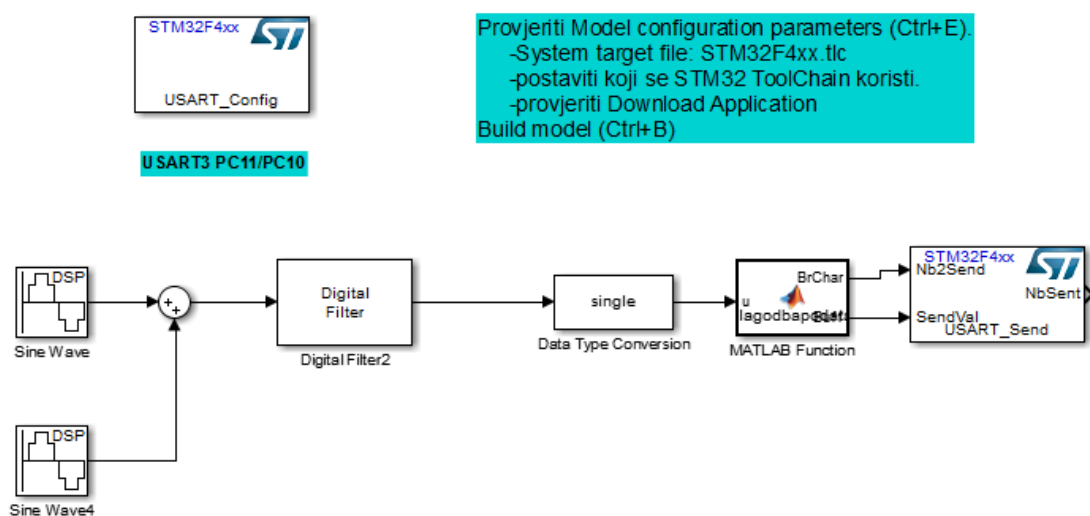 STM32F4xx
USART_Config
USART3 PC11/PC10
Provjeriti Model configuration parameters (Ctrl+E).
-System target file: STM32F4xx.tlc
-postaviti koji se STM32 ToolChain koristi.
-provjeriti Download Application
Build model (Ctrl+B)
DSP
Sine Wave
Digital
Filter
Digital Filter2
single
Data Type Conversion
u
BrChar
MATLAB Function
STM32F4xx
Nb2Send
NbSent
SendVal
USART_Send
DSP
Sine Wave4